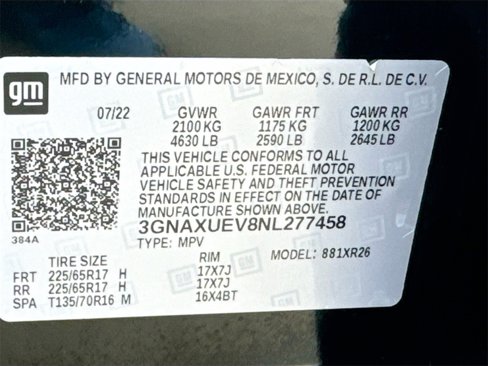 gm MFD BY GENERAL MOTORS DE MEXICO, S. DE R.L. DE C.V.
07/22 GVWR GAWR FRT GAWR RR
2100 KG 1175 KG 1200 KG
4630 LB 2590 LB 2645 LB
THIS VEHICLE CONFORMS TO ALL
APPLICABLE U.S. FEDERAL MOTOR
VEHICLE SAFETY AND THEFT PREVENTION
STANDARDS IN EFFECT ON THE DATE OF
MANUFACTURE SHOWN ABOVE.
3GNAXUEV8NL277458
384A TYPE: MPV MODEL: 881XR26
TIRE SIZE RIM
FRT 225/65R17 H 17X7J
RR 225/65R17 H 17X7J
SPA T135/70R16 M 16X4BT